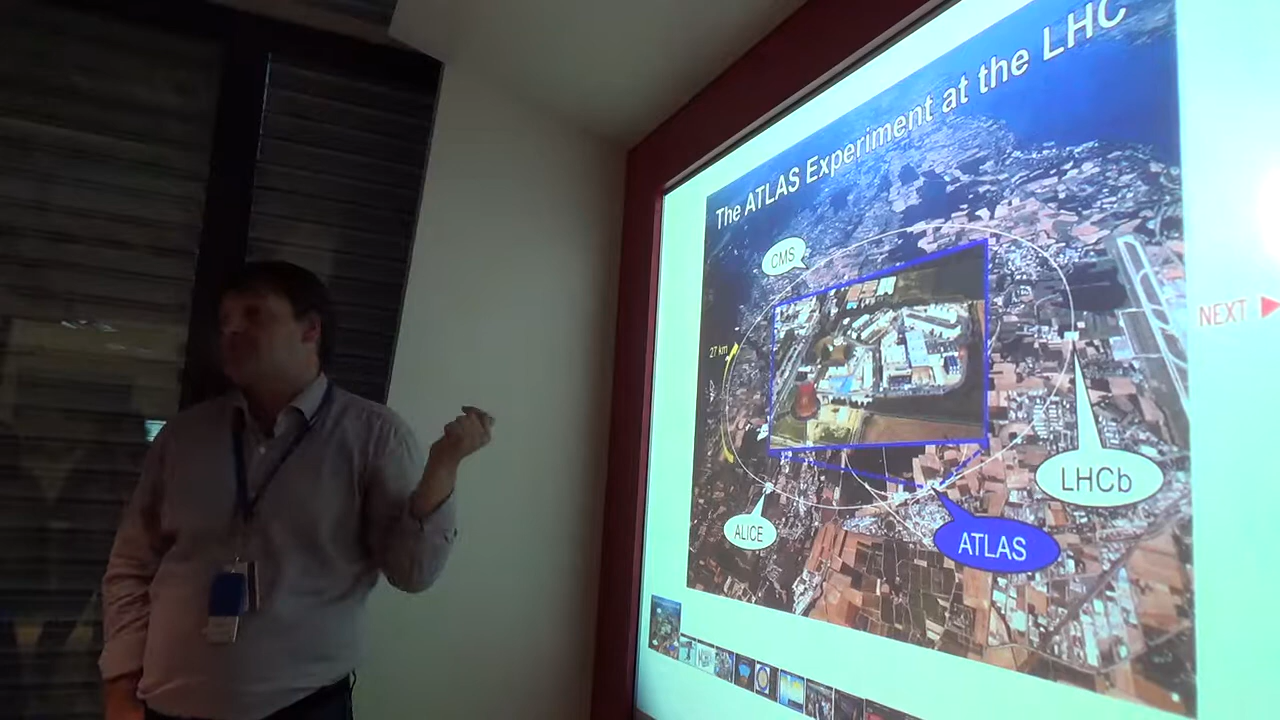 The ATLAS Experiment at the LHC
CMS
27 km
NEXT
LHCb
ALICE
ATLAS